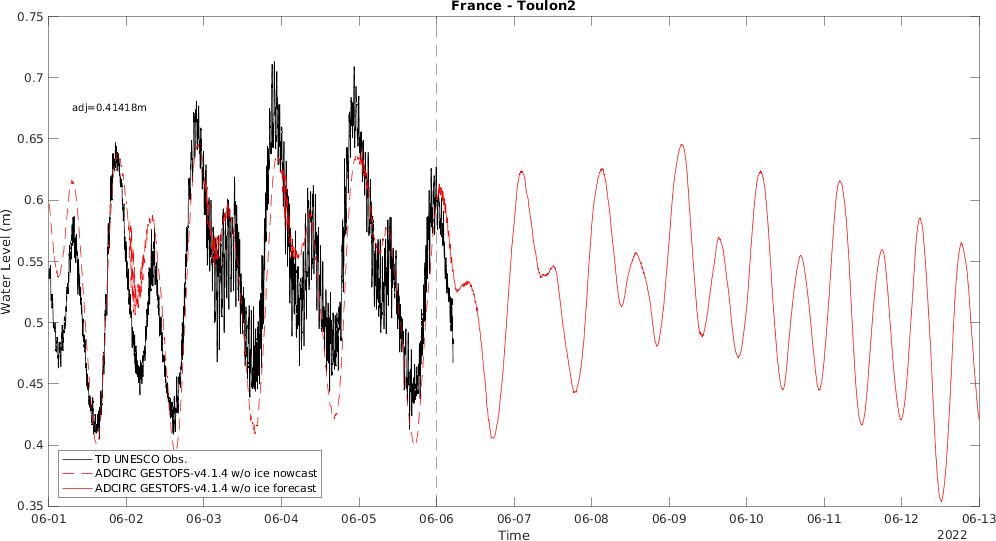 France - Toulon2
0.75
0.7
0.65
0.6
0.55
0.5
0.45
0.4
0.35
Water Level (m)
adj=0.41418m
TD UNESCO Obs.
ADCIRC GESTOFS-v4.1.4 w/o ice nowcast
ADCIRC GESTOFS-v4.1.4 w/o ice forecast
06-01 06-02 06-03 06-04 06-05 06-06 06-07 06-08 06-09 06-10 06-11 06-12 06-13
Time
2022